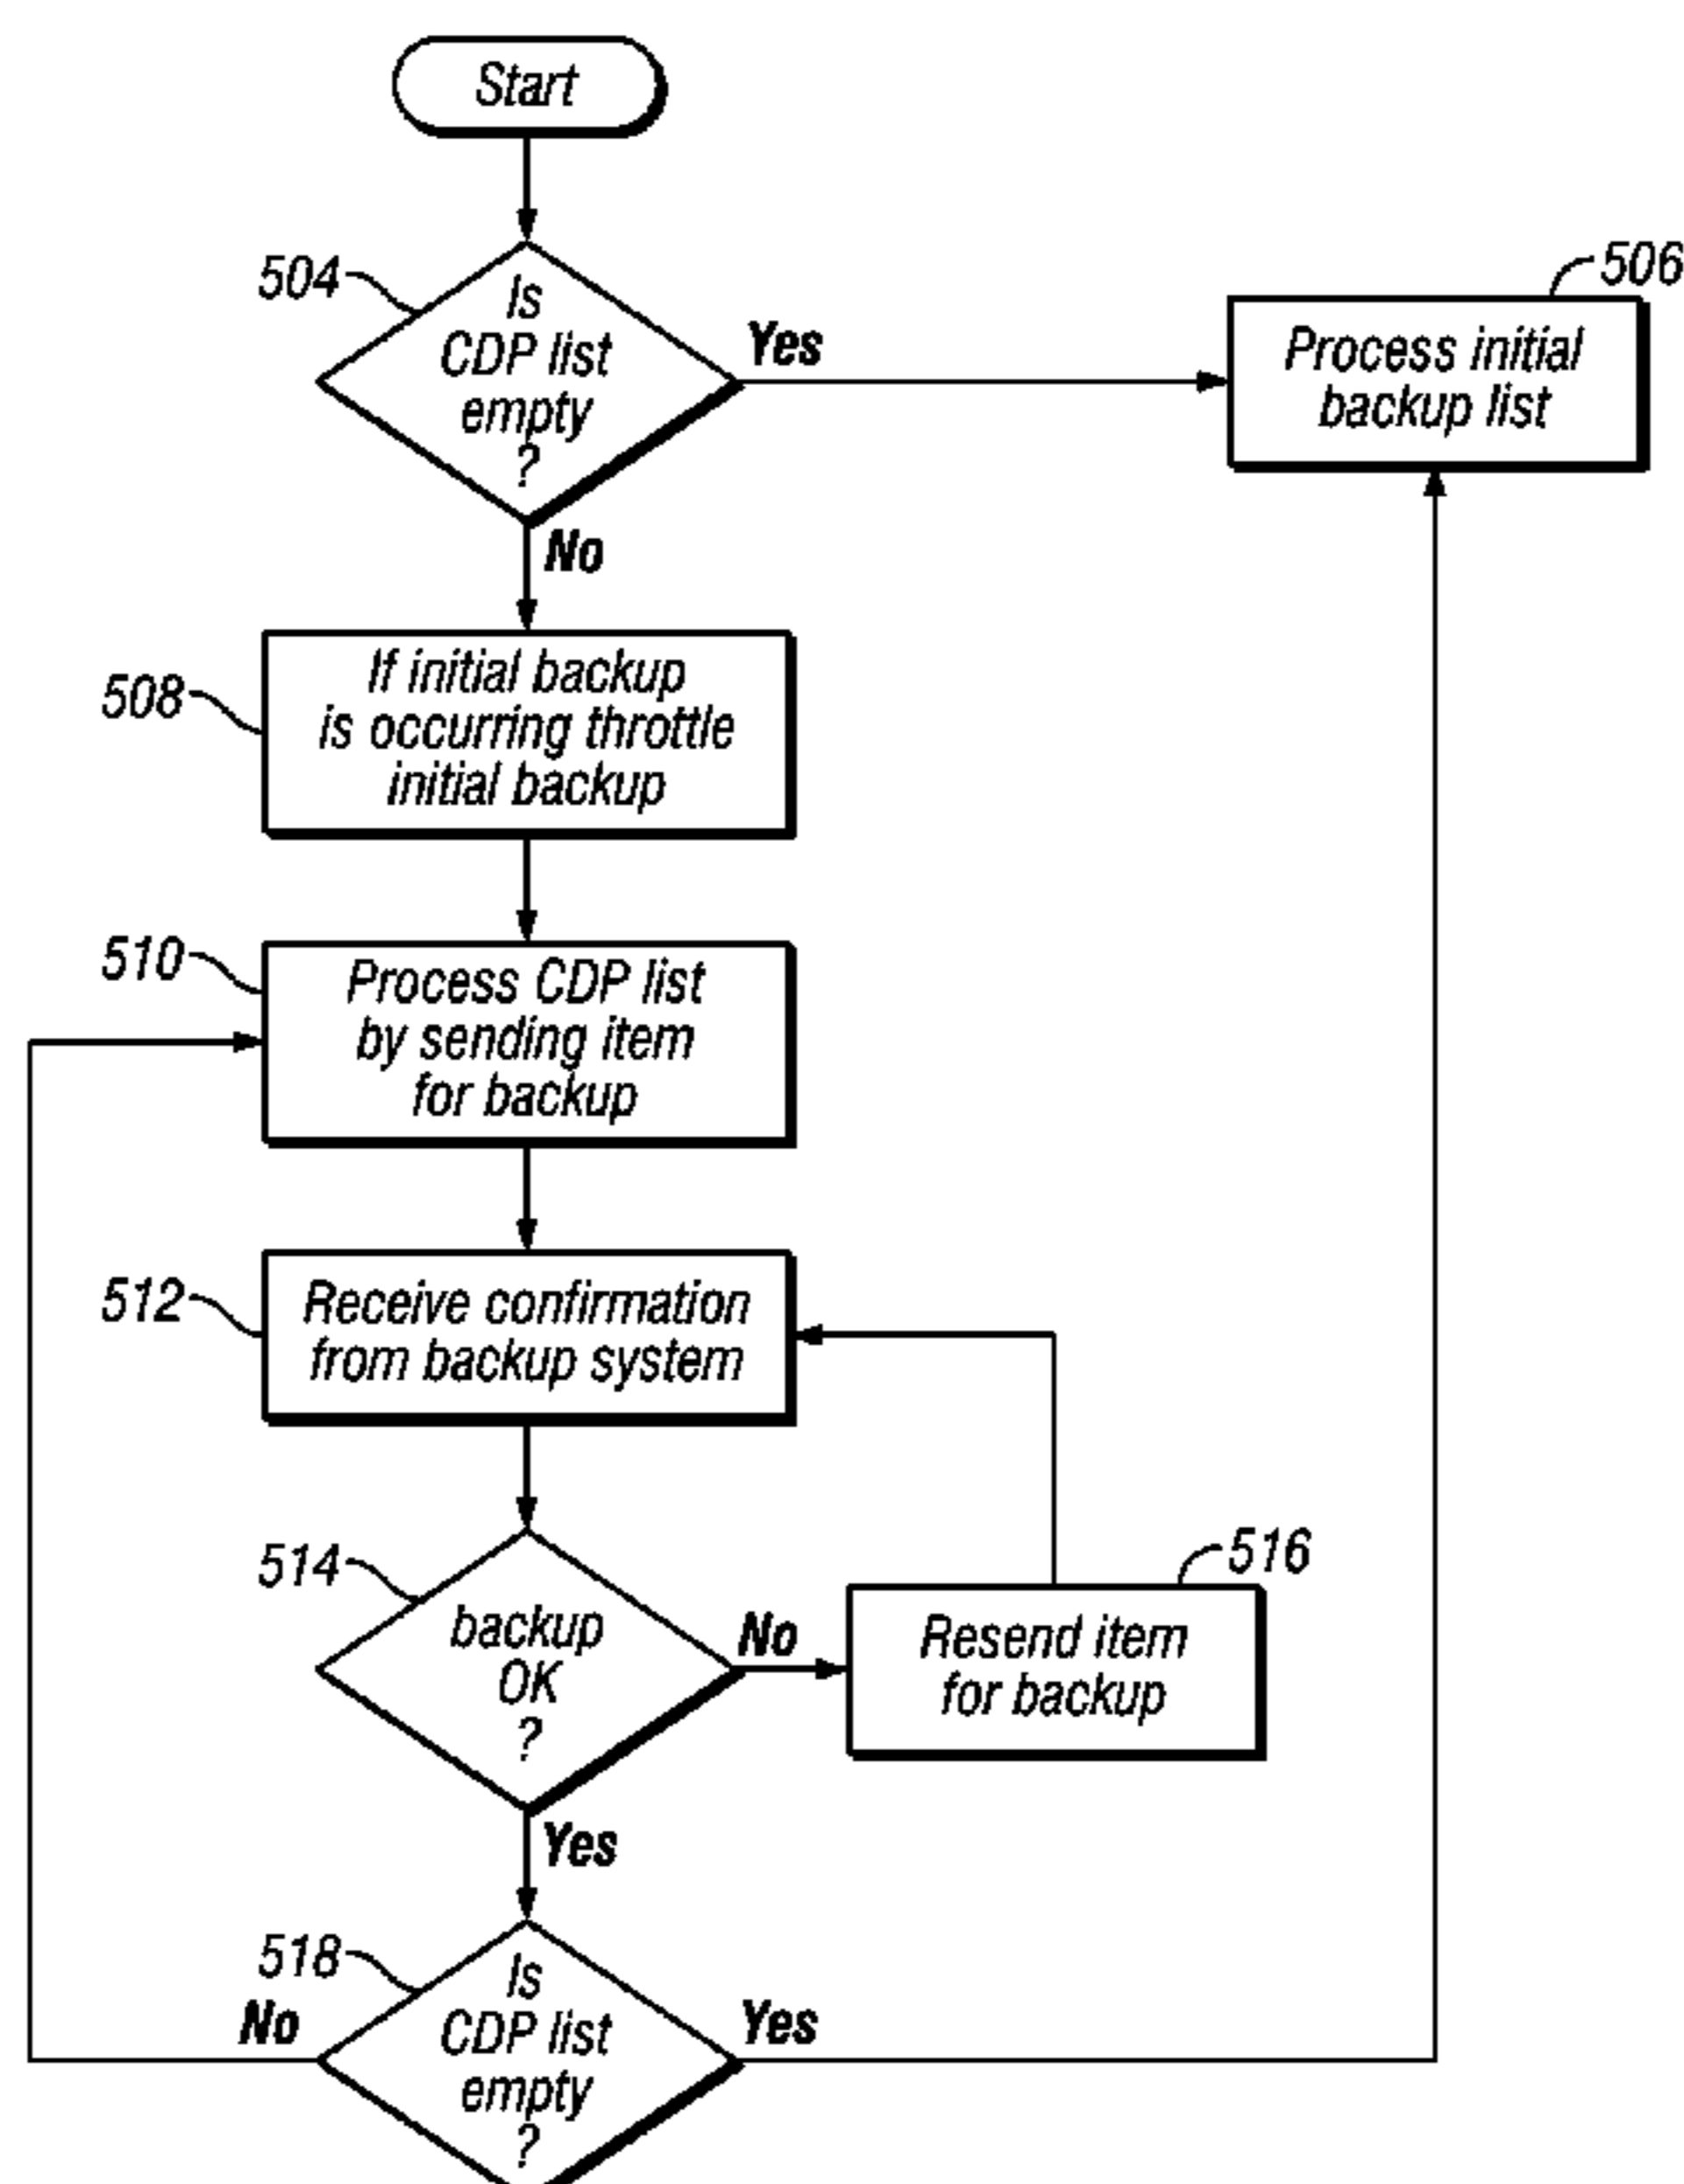 Start
504
Is
CDP list
empty
?
Yes
506
Process initial
backup list
No
508
If initial backup
is occurring throttle
initial backup
510
Process CDP list
by sending item
for backup
512
Receive confirmation
from backup system
514
backup
OK
?
No
516
Resend item
for backup
Yes
518
Is
CDP list
empty
?
No
Yes